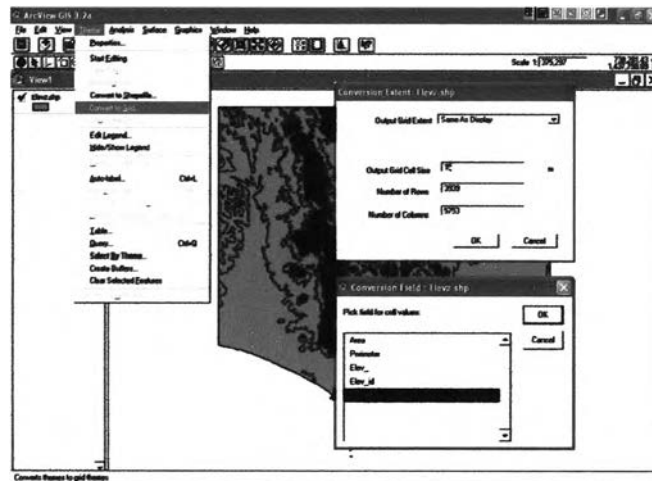 ArcView GIS 3.2a
File Edit View Theme Analysis Surface Graphics Window Help
Scale 1:
View1
Properties...
Start Editing
Convert to Shapefile...
Convert to Grid...
Edit Legend...
Hide/Show Legend
Auto-label... Ctrl+L
Table...
Query... Ctrl+Q
Select By Theme...
Create Buffers...
Clear Selected Features
Conversion Extent :
Output Grid Extent Same As Display
Output Grid Cell Size m
Number of Rows
Number of Columns
OK Cancel
Conversion Field :
Pick field for cell values:
OK
Cancel
Area
Perimeter
Elev_
Elev_id
Converts themes to grid themes